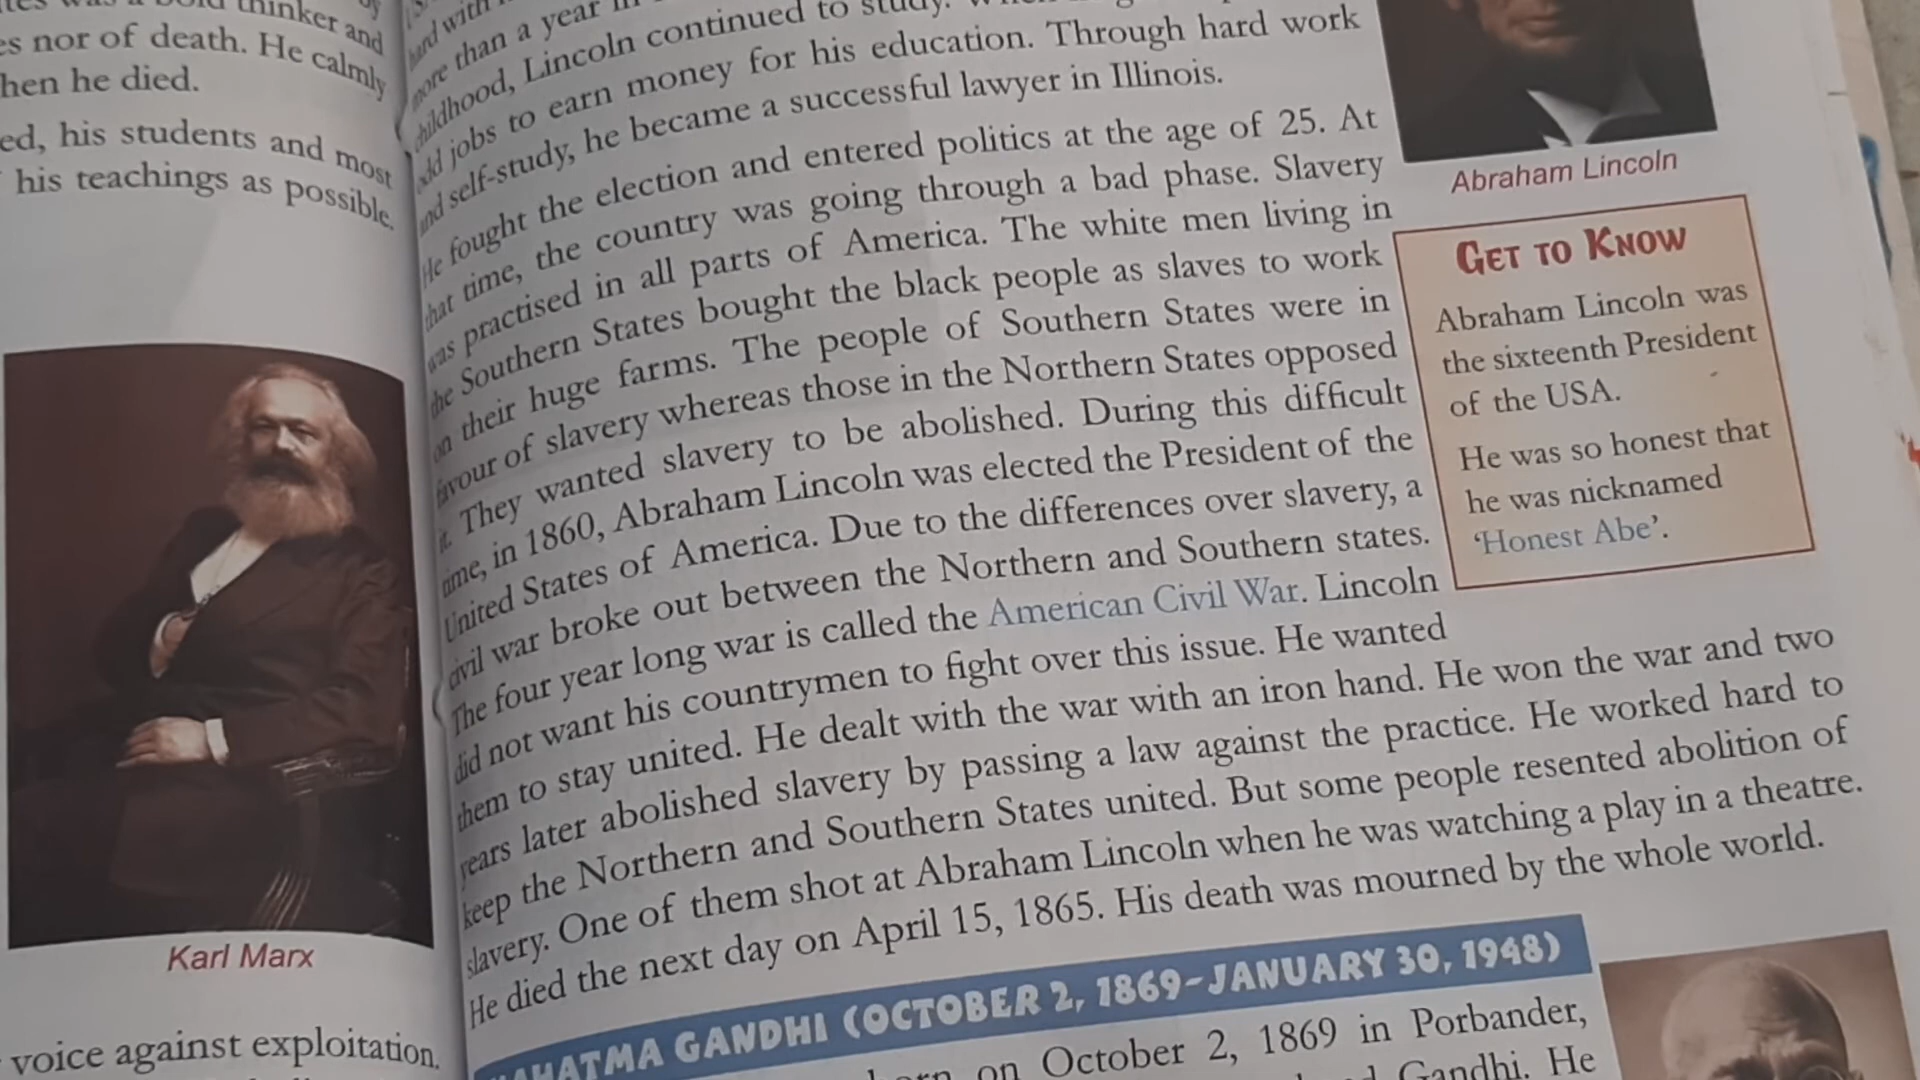 thinker and
nor of death. He calmly
hen he died.
his students and most
his teachings as possible.
Karl Marx
voice against exploitation.
hard with
more than a year
childhood, Lincoln continued to study.
odd jobs to earn money for his education. Through hard work
and self-study, he became a successful lawyer in Illinois.
He fought the election and entered politics at the age of 25. At
that time, the country was going through a bad phase. Slavery
was practised in all parts of America. The white men living in
the Southern States bought the black people as slaves to work
on their huge farms. The people of Southern States were in
favour of slavery whereas those in the Northern States opposed
it. They wanted slavery to be abolished. During this difficult
time, in 1860, Abraham Lincoln was elected the President of the
United States of America. Due to the differences over slavery, a
civil war broke out between the Northern and Southern states.
The four year long war is called the American Civil War. Lincoln
did not want his countrymen to fight over this issue. He wanted
them to stay united. He dealt with the war with an iron hand. He won the war and two
years later abolished slavery by passing a law against the practice. He worked hard to
keep the Northern and Southern States united. But some people resented abolition of
slavery. One of them shot at Abraham Lincoln when he was watching a play in a theatre.
He died the next day on April 15, 1865. His death was mourned by the whole world.
Abraham Lincoln
GET TO KNOW
Abraham Lincoln was
the sixteenth President
of the USA.
He was so honest that
he was nicknamed
‘Honest Abe’.
MAHATMA GANDHI (OCTOBER 2, 1869-JANUARY 30, 1948)
on October 2, 1869 in Porbander,
Gandhi. He